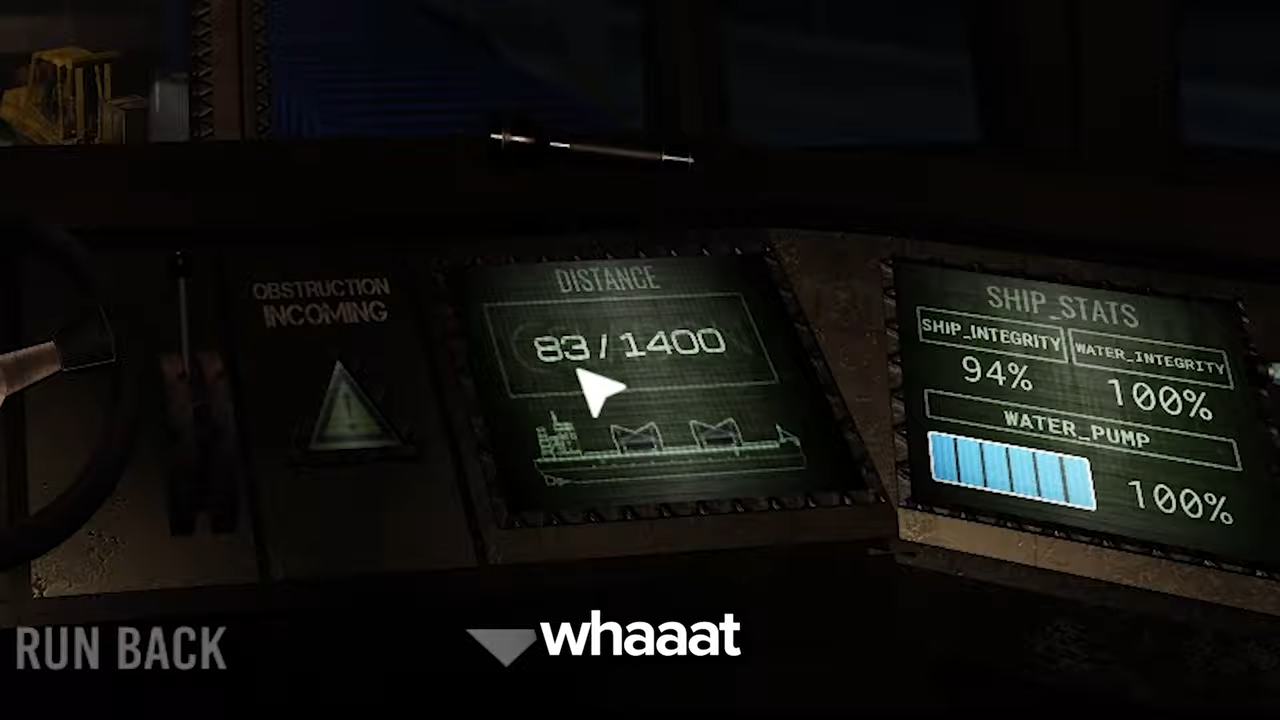 OBSTRUCTION
INCOMING
DISTANCE
83 / 1400
SHIP_STATS
SHIP_INTEGRITY
WATER_INTEGRITY
94%
100%
WATER_PUMP
100%
RUN BACK
whaaat